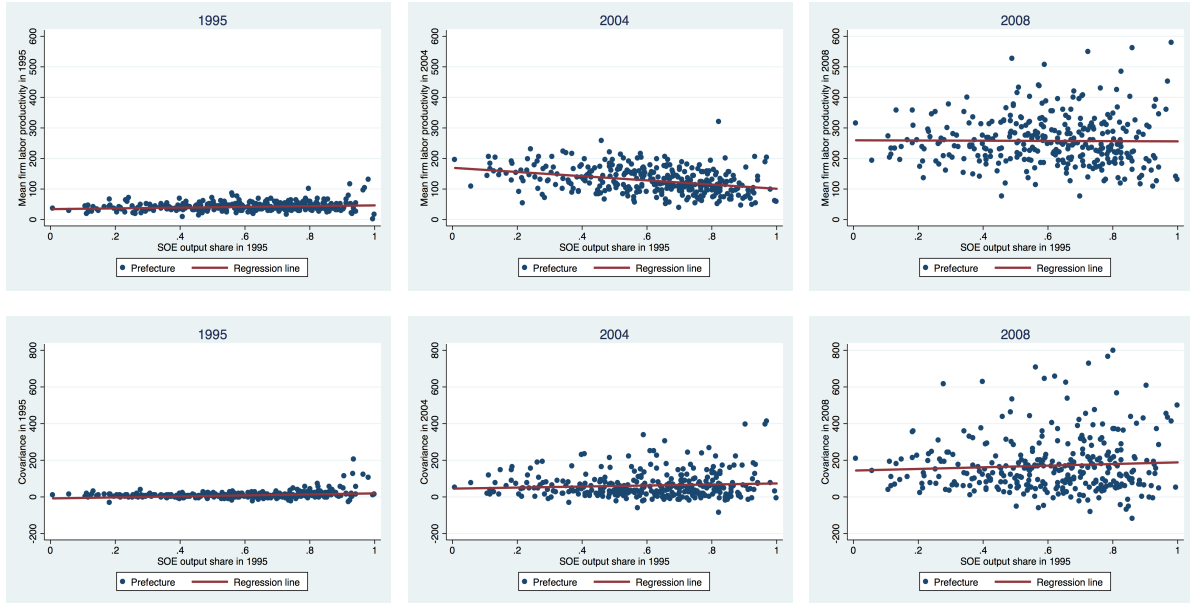 1995
Mean firm labor productivity in 1995
600
500
400
300
200
100
0
0 .2 .4 .6 .8 1
SOE output share in 1995
Prefecture Regression line
2004
Mean firm labor productivity in 2004
600
500
400
300
200
100
0
0 .2 .4 .6 .8 1
SOE output share in 1995
Prefecture Regression line
2008
Mean firm labor productivity in 2008
600
500
400
300
200
100
0
0 .2 .4 .6 .8 1
SOE output share in 1995
Prefecture Regression line
1995
Covariance in 1995
800
600
400
200
0
-200
0 .2 .4 .6 .8 1
SOE output share in 1995
Prefecture Regression line
2004
Covariance in 2004
800
600
400
200
0
-200
0 .2 .4 .6 .8 1
SOE output share in 1995
Prefecture Regression line
2008
Covariance in 2008
800
600
400
200
0
-200
0 .2 .4 .6 .8 1
SOE output share in 1995
Prefecture Regression line